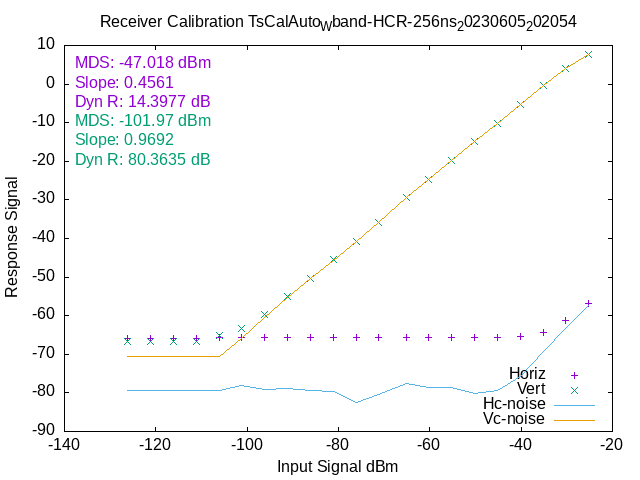 Receiver Calibration TsCalAuto_Wband-HCR-256ns_20230605_202054
MDS: -47.018 dBm
Slope: 0.4561
Dyn R: 14.3977 dB
MDS: -101.97 dBm
Slope: 0.9692
Dyn R: 80.3635 dB
10
0
-10
-20
-30
-40
-50
-60
-70
-80
-90
Response Signal
Horiz
Vert
Hc-noise
Vc-noise
-140
-120
-100
-80
-60
-40
-20
Input Signal dBm